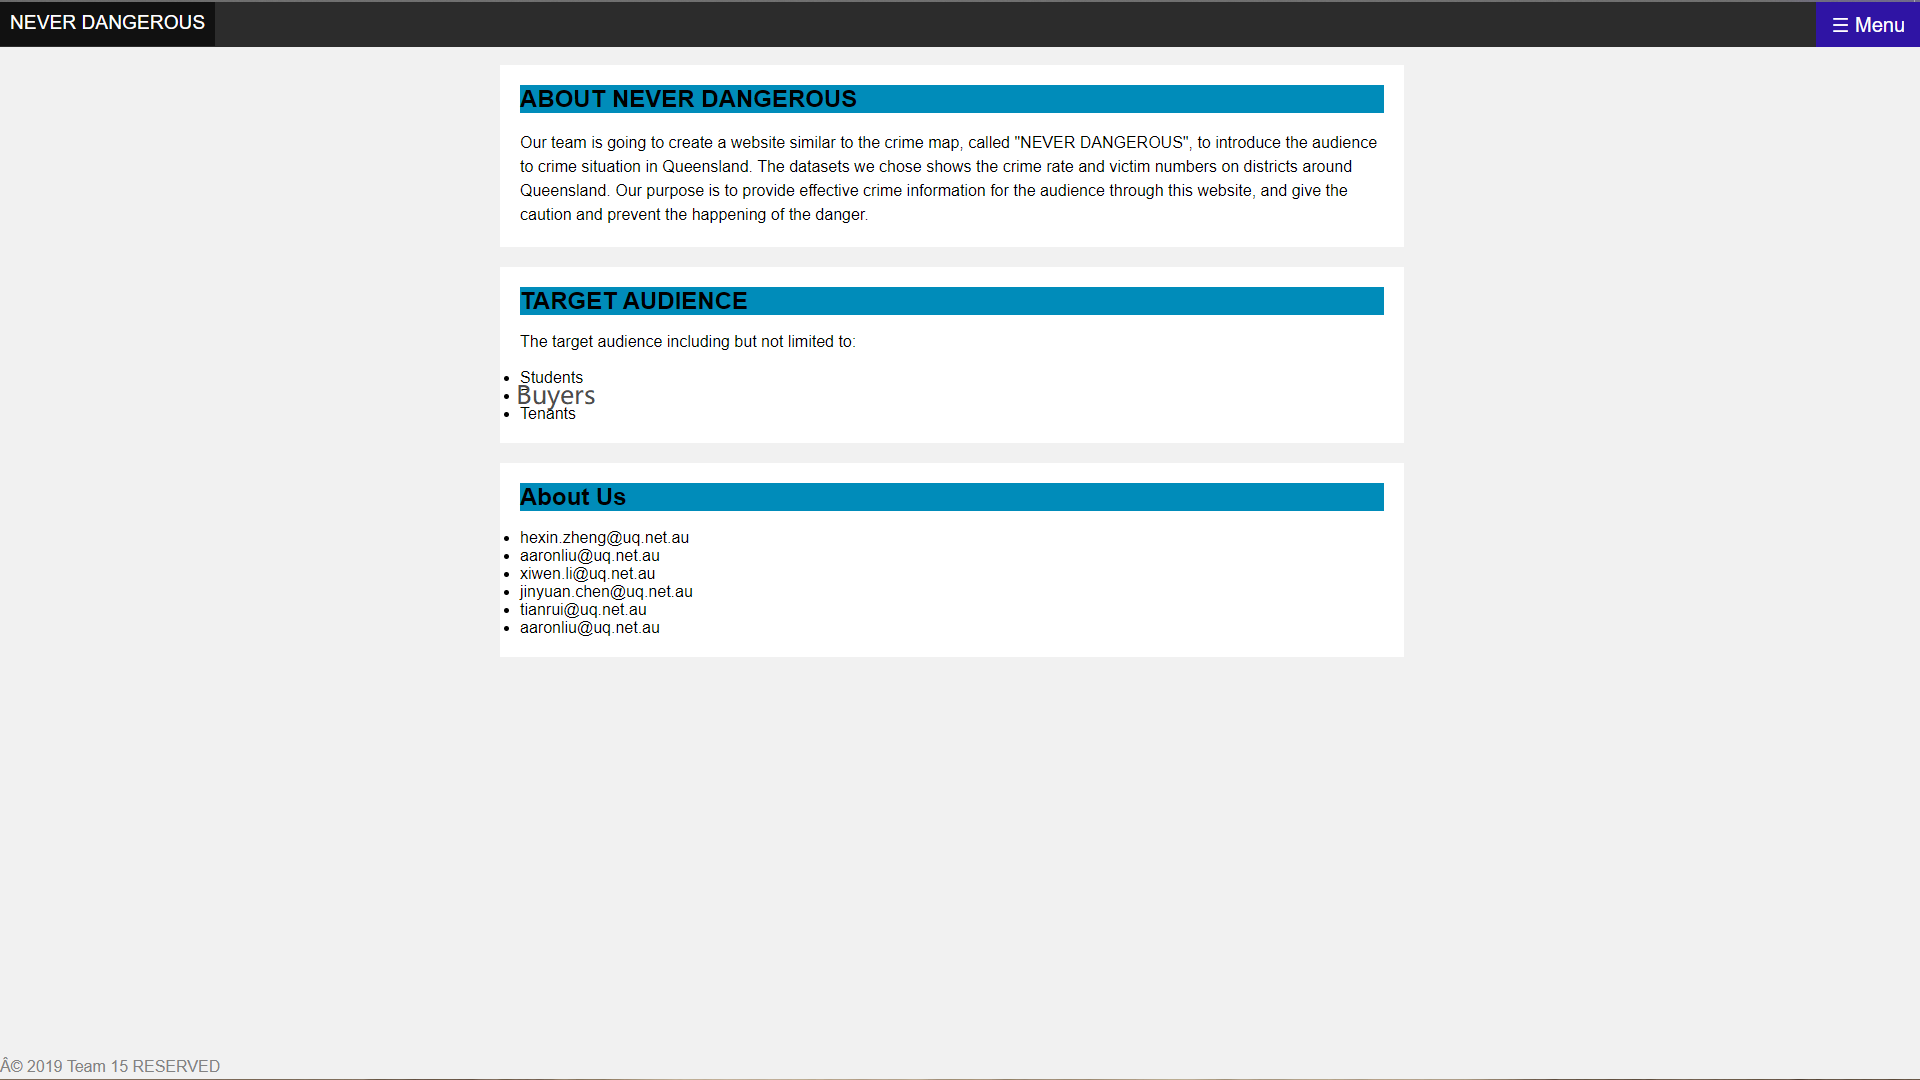 NEVER DANGEROUS
☰ Menu
ABOUT NEVER DANGEROUS
Our team is going to create a website similar to the crime map, called "NEVER DANGEROUS", to introduce the audience
to crime situation in Queensland. The datasets we chose shows the crime rate and victim numbers on districts around
Queensland. Our purpose is to provide effective crime information for the audience through this website, and give the
caution and prevent the happening of the danger.
TARGET AUDIENCE
The target audience including but not limited to:
• Students
• Buyers
• Tenants
About Us
• hexin.zheng@uq.net.au
• aaronliu@uq.net.au
• xiwen.li@uq.net.au
• jinyuan.chen@uq.net.au
• tianrui@uq.net.au
• aaronliu@uq.net.au
Â© 2019 Team 15 RESERVED